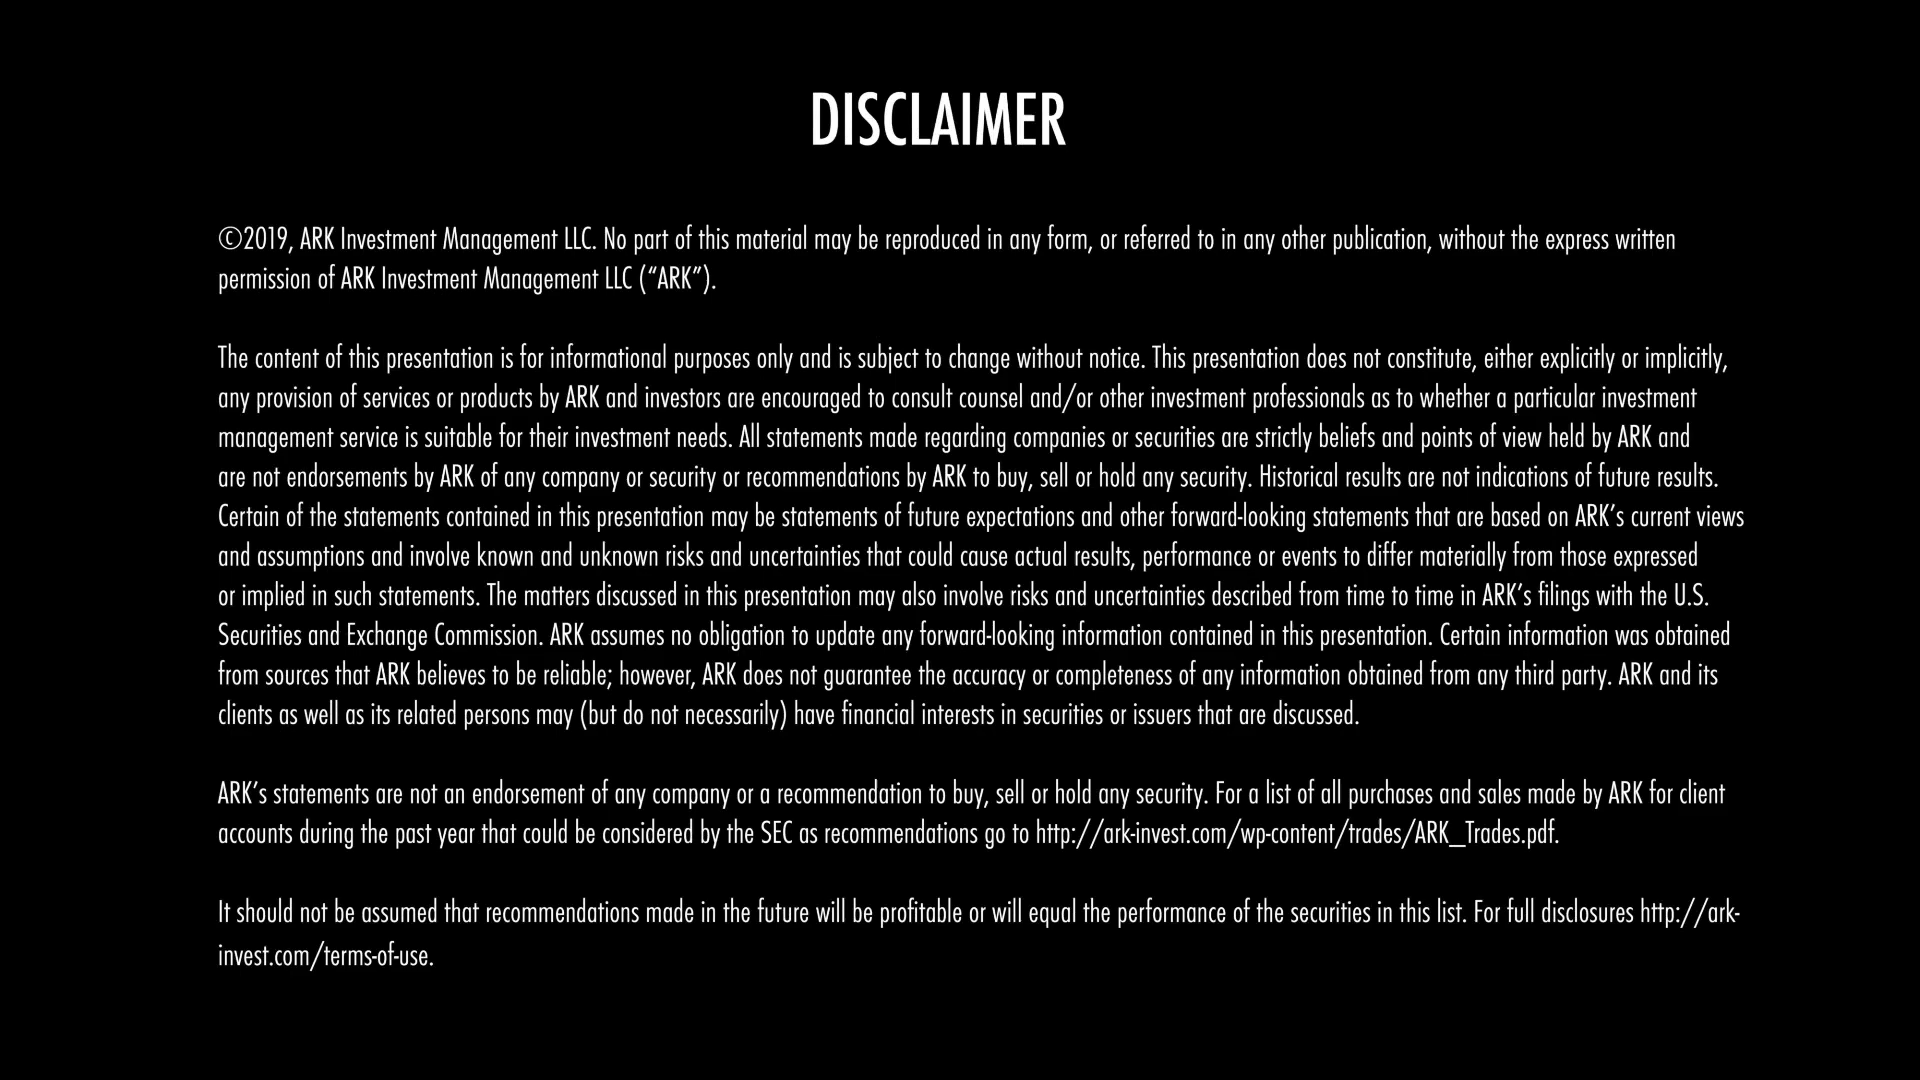 DISCLAIMER
©2019, ARK Investment Management LLC. No part of this material may be reproduced in any form, or referred to in any other publication, without the express written
permission of ARK Investment Management LLC (“ARK”).
The content of this presentation is for informational purposes only and is subject to change without notice. This presentation does not constitute, either explicitly or implicitly,
any provision of services or products by ARK and investors are encouraged to consult counsel and/or other investment professionals as to whether a particular investment
management service is suitable for their investment needs. All statements made regarding companies or securities are strictly beliefs and points of view held by ARK and
are not endorsements by ARK of any company or security or recommendations by ARK to buy, sell or hold any security. Historical results are not indications of future results.
Certain of the statements contained in this presentation may be statements of future expectations and other forward-looking statements that are based on ARK’s current views
and assumptions and involve known and unknown risks and uncertainties that could cause actual results, performance or events to differ materially from those expressed
or implied in such statements. The matters discussed in this presentation may also involve risks and uncertainties described from time to time in ARK’s filings with the U.S.
Securities and Exchange Commission. ARK assumes no obligation to update any forward-looking information contained in this presentation. Certain information was obtained
from sources that ARK believes to be reliable; however, ARK does not guarantee the accuracy or completeness of any information obtained from any third party. ARK and its
clients as well as its related persons may (but do not necessarily) have financial interests in securities or issuers that are discussed.
ARK’s statements are not an endorsement of any company or a recommendation to buy, sell or hold any security. For a list of all purchases and sales made by ARK for client
accounts during the past year that could be considered by the SEC as recommendations go to http://ark-invest.com/wp-content/trades/ARK_Trades.pdf.
It should not be assumed that recommendations made in the future will be profitable or will equal the performance of the securities in this list. For full disclosures http://ark-
invest.com/terms-of-use.